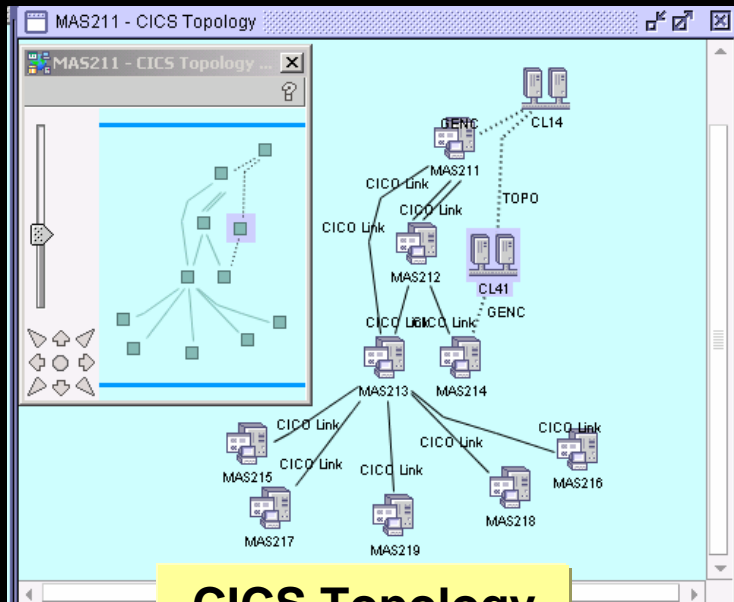 MAS211 - CICS Topology
MAS211 - CICS Topology ...
CL14
GENC
MAS211
CICO Link
TOPO
CICO Link
CICO Link
MAS212
CL41
GENC
CICO Link
CICO Link
MAS213
MAS214
CICO Link
CICO Link
CICO Link
MAS215
CICO Link
CICO Link
MAS216
MAS217
MAS218
MAS219
CICS Topology